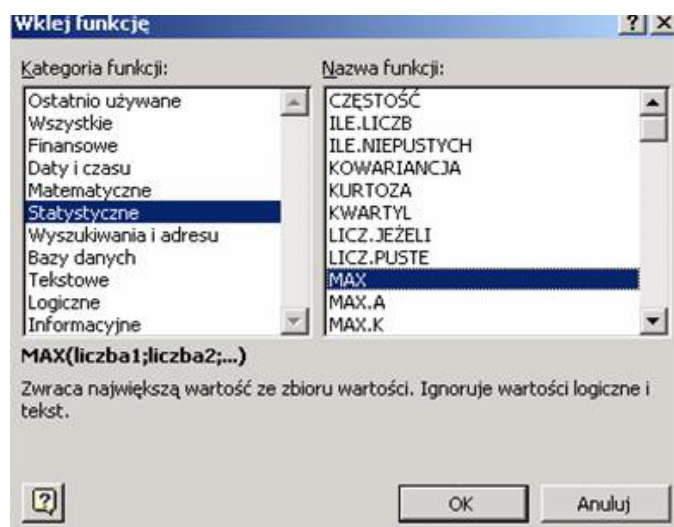 Wklej funkcję
Kategoria funkcji:
Ostatnio używane
Wszystkie
Finansowe
Daty i czasu
Matematyczne
Statystyczne
Wyszukiwania i adresu
Bazy danych
Tekstowe
Logiczne
Informacyjne
Nazwa funkcji:
CZĘSTOŚĆ
ILE.LICZB
ILE.NIEPUSTYCH
KOWARIANCJA
KURTOZA
KWARTYL
LICZ.JEŻELI
LICZ.PUSTE
MAX
MAX.A
MAX.K
MAX(liczba1;liczba2;...)
Zwraca największą wartość ze zbioru wartości. Ignoruje wartości logiczne i
tekst.
OK
Anuluj